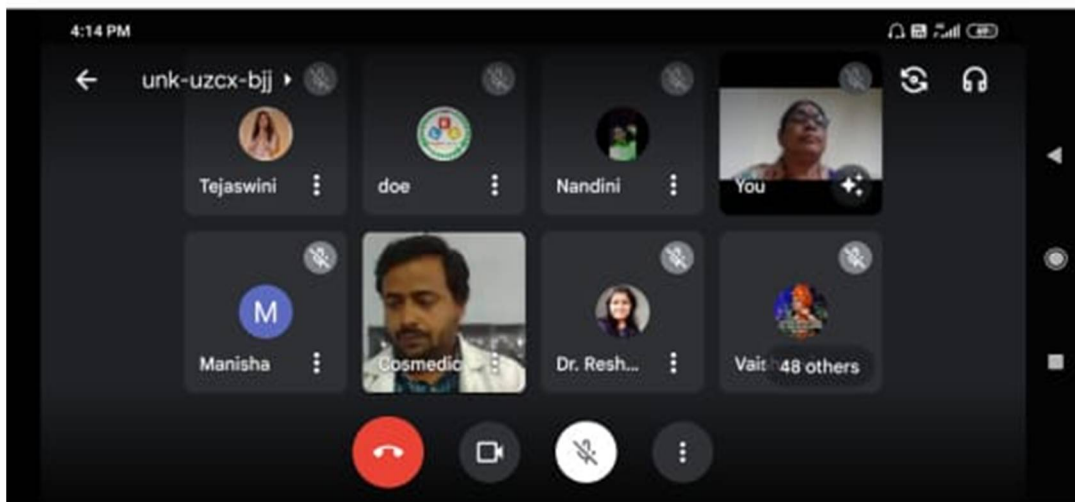 4:14 PM
unk-uzcx-bjj
Tejaswini
doe
Nandini
You
M
Manisha
Cosmedic
Dr. Resh...
48 others